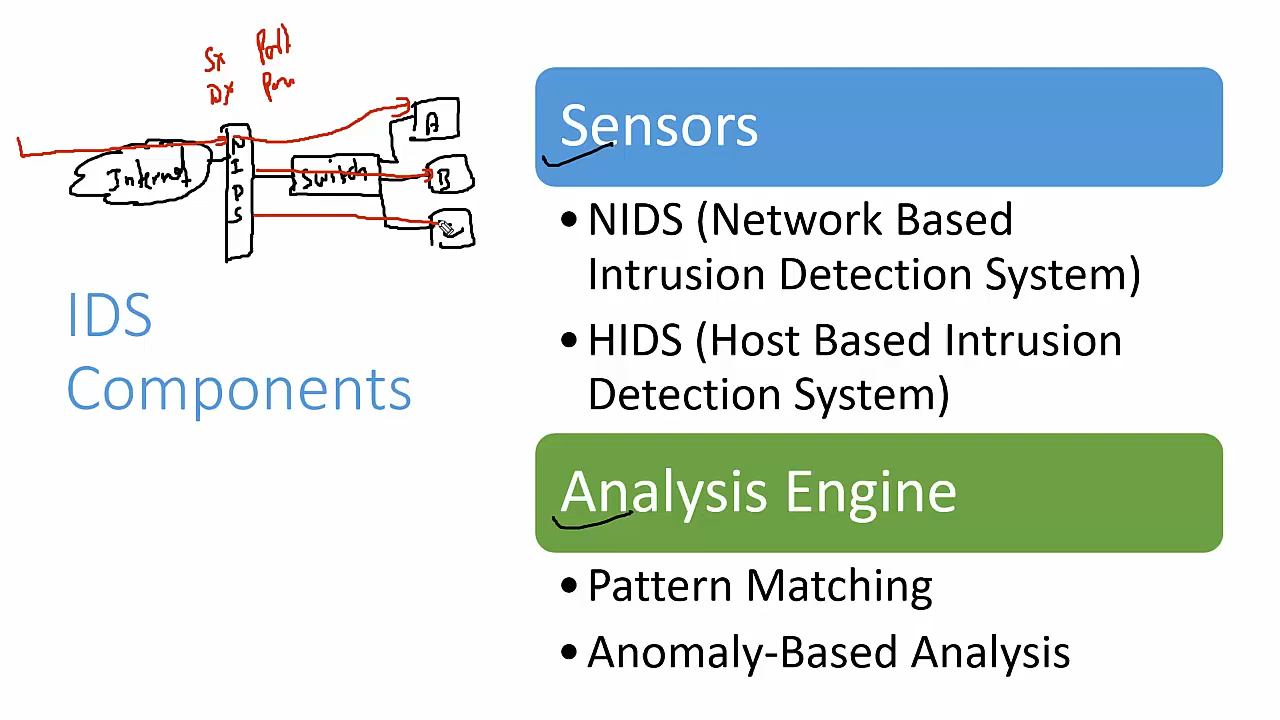 Sx Port
Dx
Internet
N
I
P
S
Switch
A
B
IDS
Components
Sensors
•NIDS (Network Based
Intrusion Detection System)
•HIDS (Host Based Intrusion
Detection System)
Analysis Engine
•Pattern Matching
•Anomaly-Based Analysis